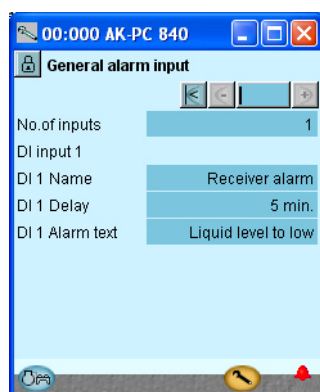 00:000 AK-PC 840
General alarm input
No.of inputs 1
DI input 1
DI 1 Name Receiver alarm
DI 1 Delay 5 min.
DI 1 Alarm text Liquid level to low